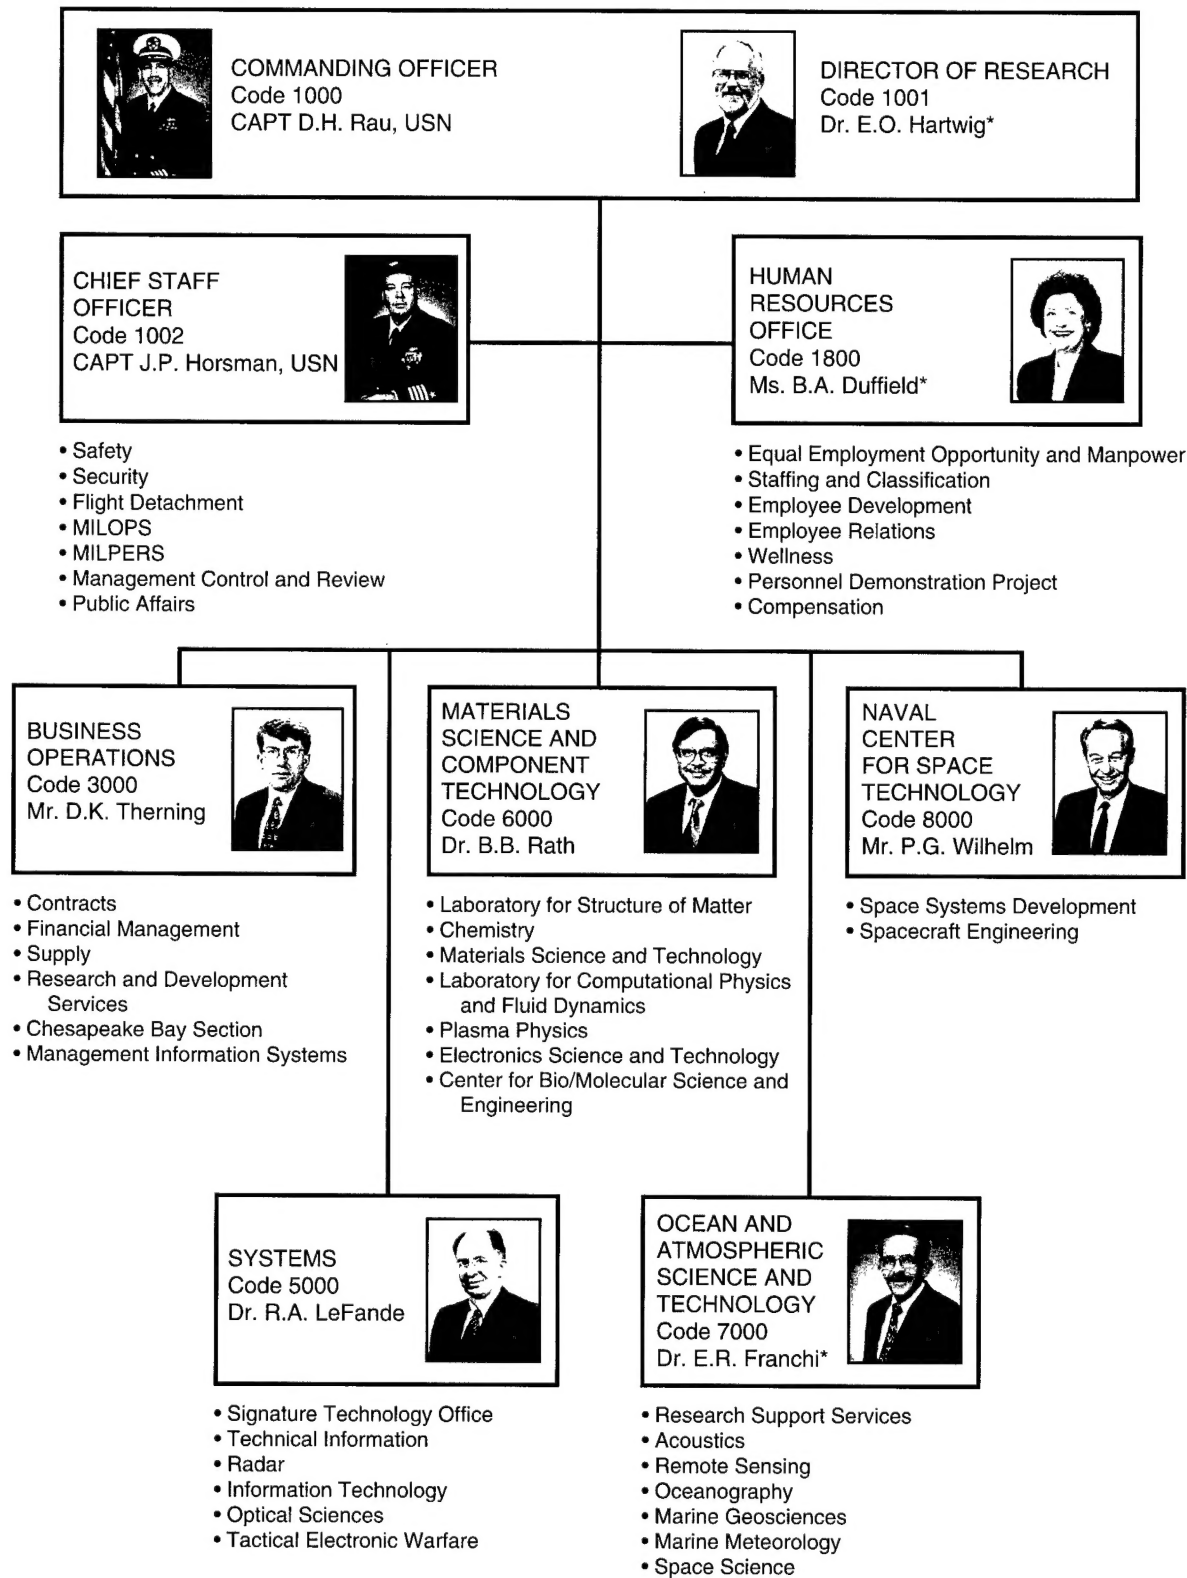 COMMANDING OFFICER
Code 1000
CAPT D.H. Rau, USN
DIRECTOR OF RESEARCH
Code 1001
Dr. E.O. Hartwig*
CHIEF STAFF
OFFICER
Code 1002
CAPT J.P. Horsman, USN
• Safety
• Security
• Flight Detachment
• MILOPS
• MILPERS
• Management Control and Review
• Public Affairs
HUMAN
RESOURCES
OFFICE
Code 1800
Ms. B.A. Duffield*
• Equal Employment Opportunity and Manpower
• Staffing and Classification
• Employee Development
• Employee Relations
• Wellness
• Personnel Demonstration Project
• Compensation
BUSINESS
OPERATIONS
Code 3000
Mr. D.K. Therning
• Contracts
• Financial Management
• Supply
• Research and Development
Services
• Chesapeake Bay Section
• Management Information Systems
MATERIALS
SCIENCE AND
COMPONENT
TECHNOLOGY
Code 6000
Dr. B.B. Rath
• Laboratory for Structure of Matter
• Chemistry
• Materials Science and Technology
• Laboratory for Computational Physics
and Fluid Dynamics
• Plasma Physics
• Electronics Science and Technology
• Center for Bio/Molecular Science and
Engineering
NAVAL
CENTER
FOR SPACE
TECHNOLOGY
Code 8000
Mr. P.G. Wilhelm
• Space Systems Development
• Spacecraft Engineering
SYSTEMS
Code 5000
Dr. R.A. LeFande
• Signature Technology Office
• Technical Information
• Radar
• Information Technology
• Optical Sciences
• Tactical Electronic Warfare
OCEAN AND
ATMOSPHERIC
SCIENCE AND
TECHNOLOGY
Code 7000
Dr. E.R. Franchi*
• Research Support Services
• Acoustics
• Remote Sensing
• Oceanography
• Marine Geosciences
• Marine Meteorology
• Space Science